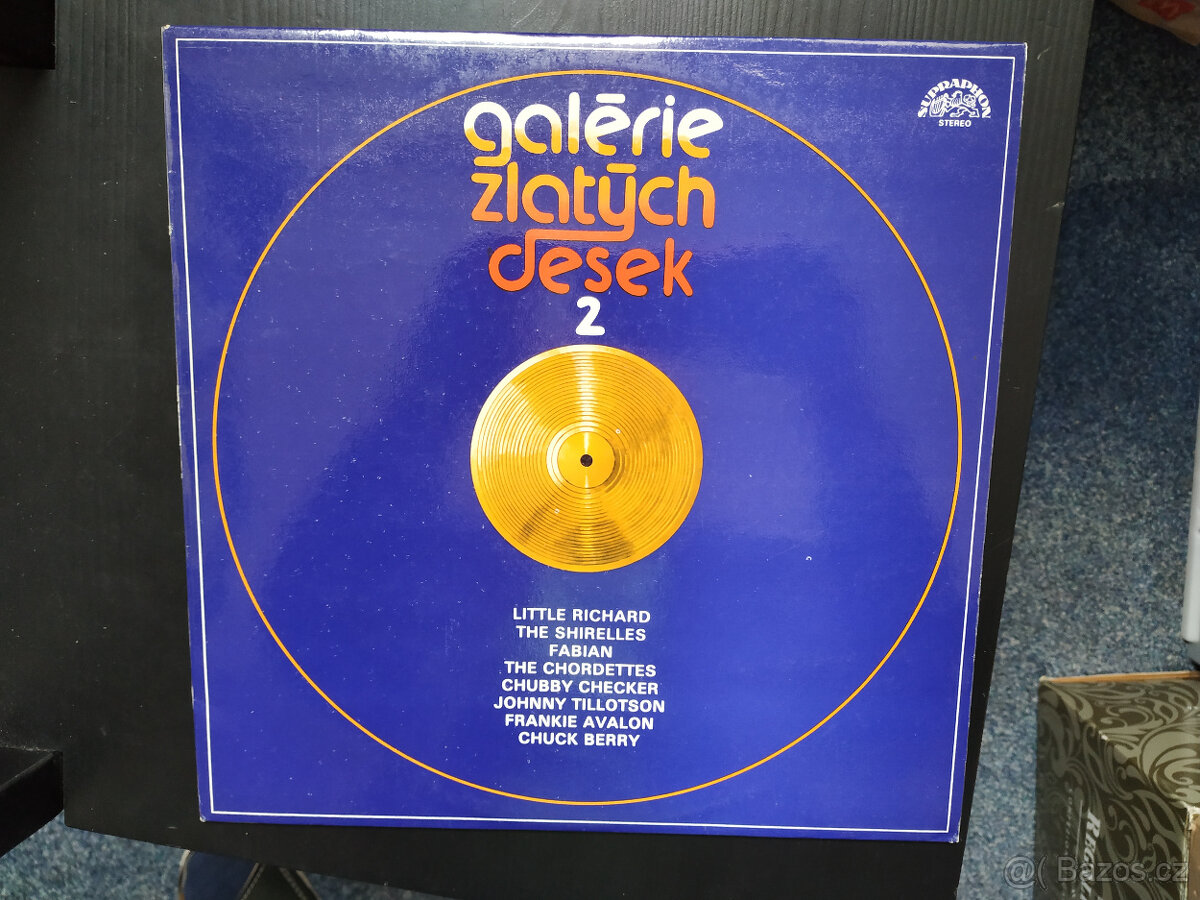 galérie
zlatých
desek
2
SUPRAPHON
STEREO
LITTLE RICHARD
THE SHIRELLES
FABIAN
THE CHORDETTES
CHUBBY CHECKER
JOHNNY TILLOTSON
FRANKIE AVALON
CHUCK BERRY
@( Bazos.cz